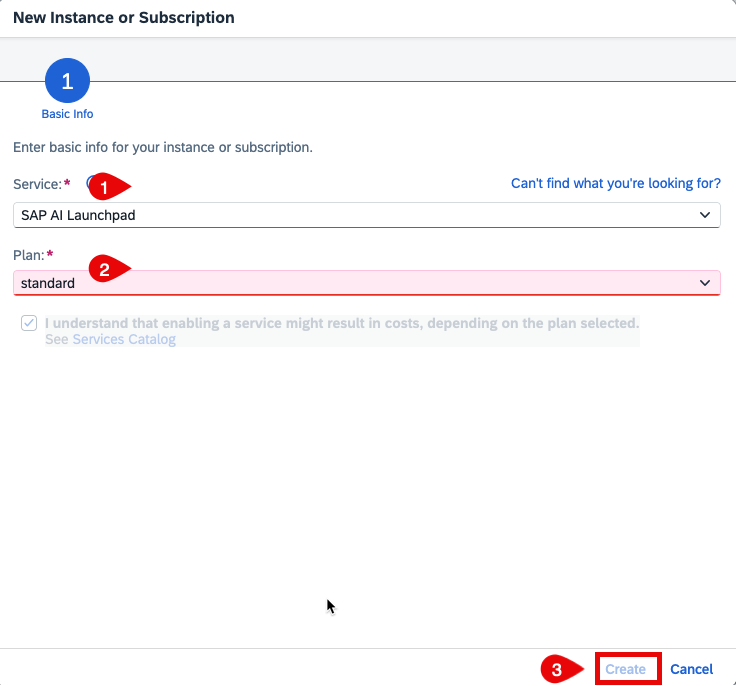 New Instance or Subscription
1
Basic Info
Enter basic info for your instance or subscription.
Service:* 1 Can't find what you're looking for?
SAP AI Launchpad
Plan:* 2
standard
I understand that enabling a service might result in costs, depending on the plan selected.
See Services Catalog
3 Create Cancel